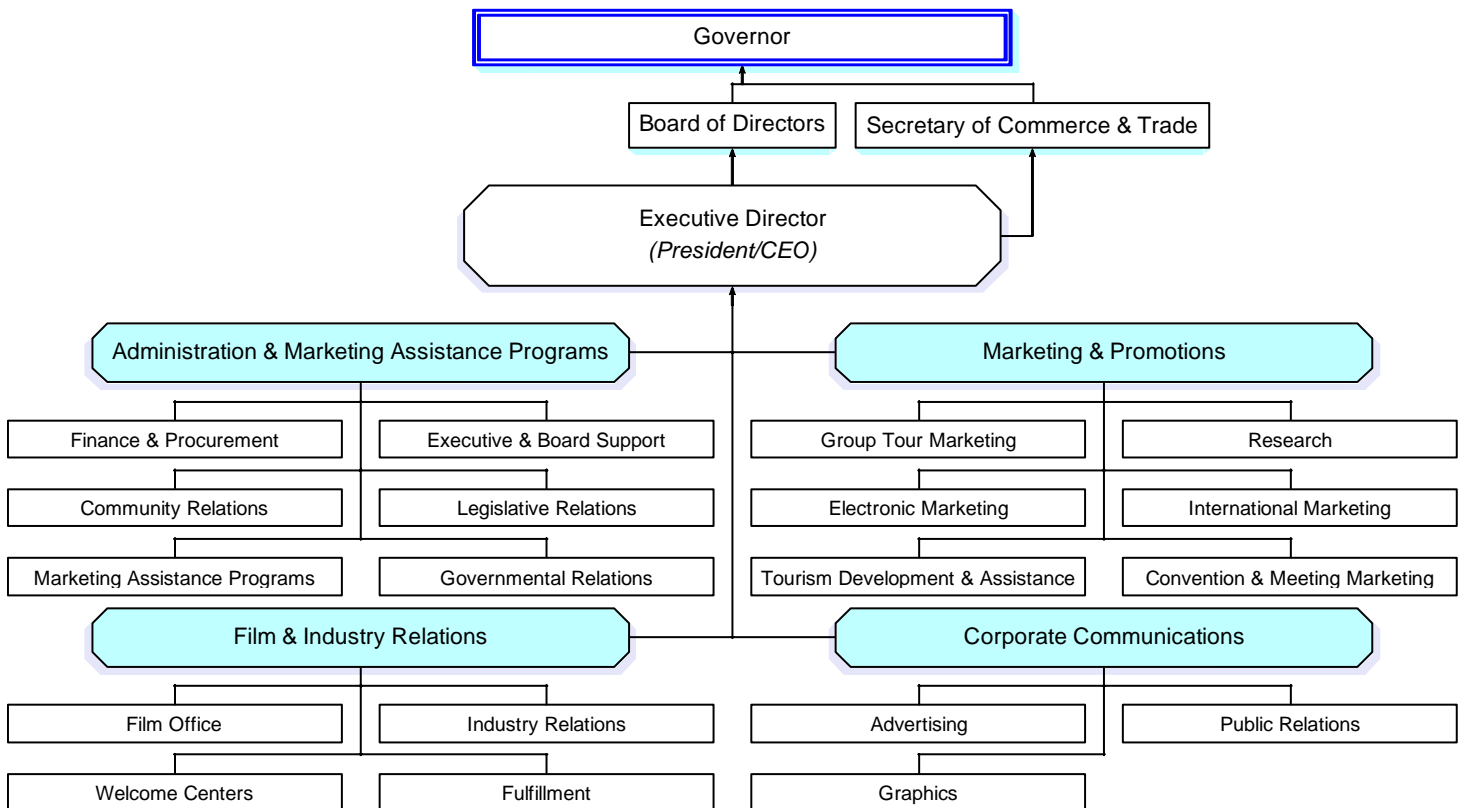 Governor
Board of Directors
Secretary of Commerce & Trade
Executive Director
(President/CEO)
Administration & Marketing Assistance Programs
Marketing & Promotions
Finance & Procurement
Executive & Board Support
Group Tour Marketing
Research
Community Relations
Legislative Relations
Electronic Marketing
International Marketing
Marketing Assistance Programs
Governmental Relations
Tourism Development & Assistance
Convention & Meeting Marketing
Film & Industry Relations
Corporate Communications
Film Office
Industry Relations
Advertising
Public Relations
Welcome Centers
Fulfillment
Graphics